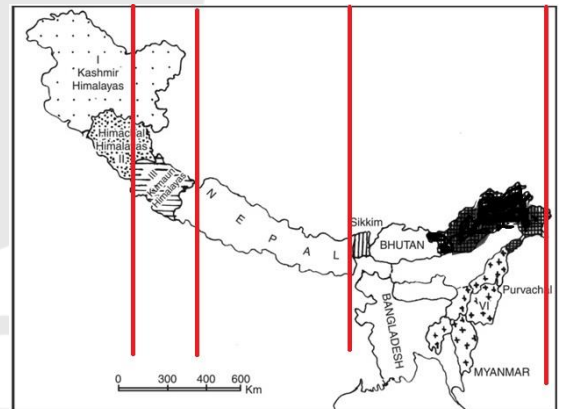 I
Kashmir
Himalayas
Himachal
Himalayas
II
III
Kumaun
Himalayas
NEPAL
Sikkim
BHUTAN
BANGLADESH
Purvachal
VI
MYANMAR
0 300 400 600
Km